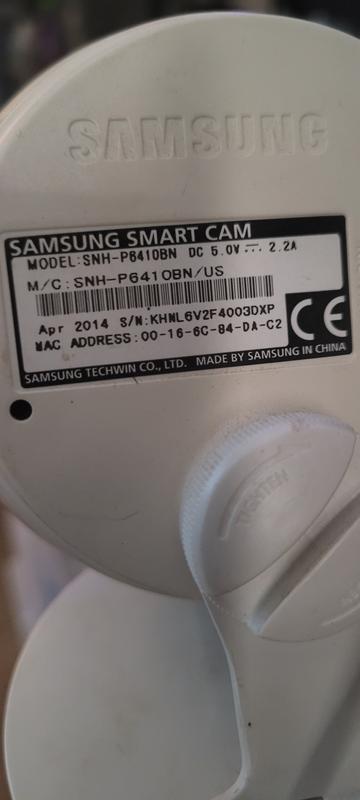 SAMSUNG
SAMSUNG SMART CAM
MODEL:SNH-P6410BN DC 5.0V⎓ 2.2A
M/C:SNH-P6410BN/US
Apr 2014 S/N:KHNL6V2F4003DXP
MAC ADDRESS:00-16-6C-84-DA-C2
CE
SAMSUNG TECHWIN CO., LTD. MADE BY SAMSUNG IN CHINA
TIGHTEN